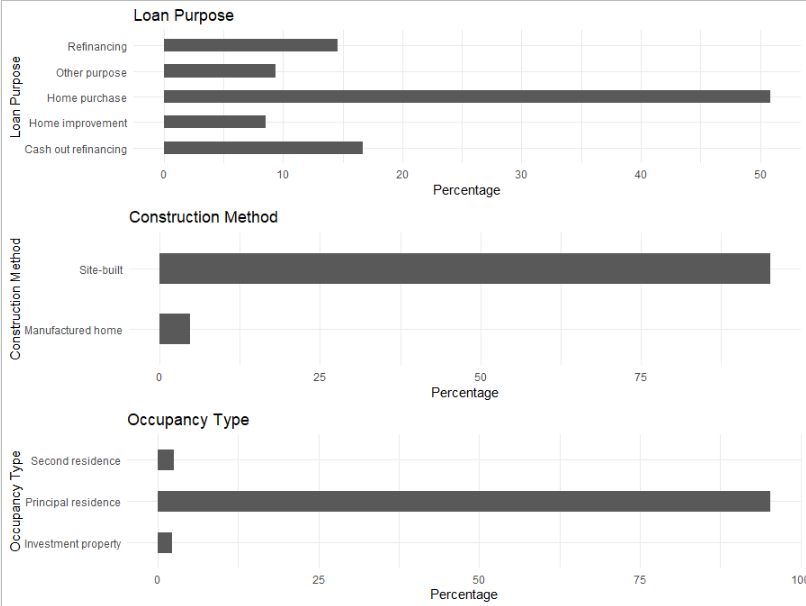 Loan Purpose
Loan Purpose
Refinancing
Other purpose
Home purchase
Home improvement
Cash out refinancing
0 10 20 30 40 50
Percentage
Construction Method
Construction Method
Site-built
Manufactured home
0 25 50 75
Percentage
Occupancy Type
Occupancy Type
Second residence
Principal residence
Investment property
0 25 50 75 100
Percentage